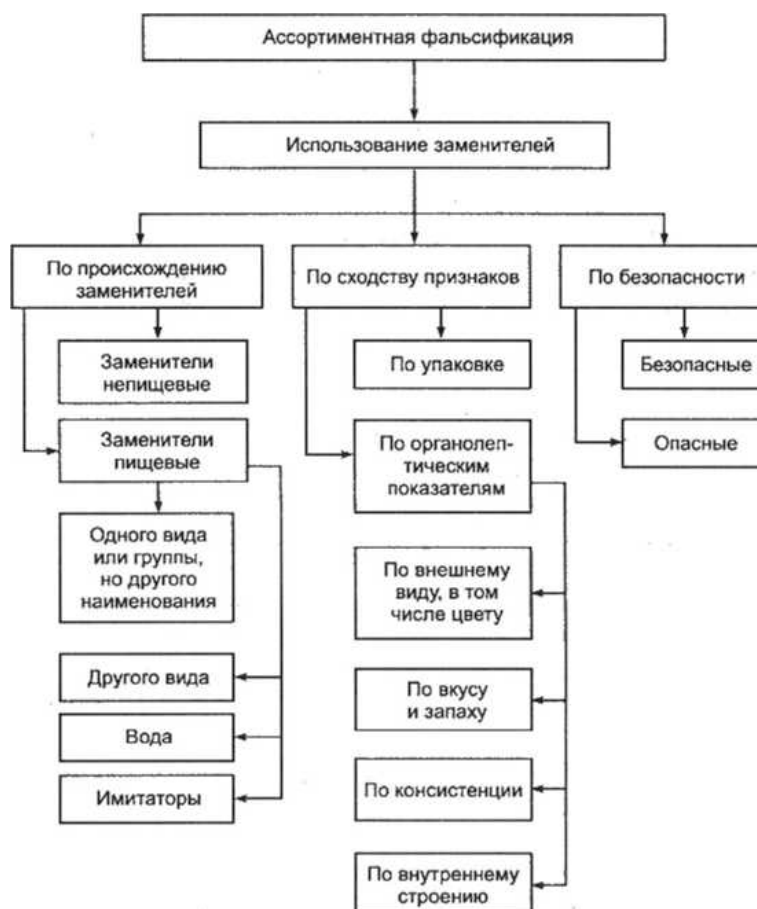 Ассортиментная фальсификация
Использование заменителей
По происхождению
заменителей
По сходству признаков
По безопасности
Заменители
непищевые
По упаковке
Безопасные
Заменители
пищевые
По органолеп-
тическим
показателям
Опасные
Одного вида
или группы,
но другого
наименования
По внешнему
виду, в том
числе цвету
Другого вида
По вкусу
и запаху
Вода
Имитаторы
По консистенции
По внутреннему
строению